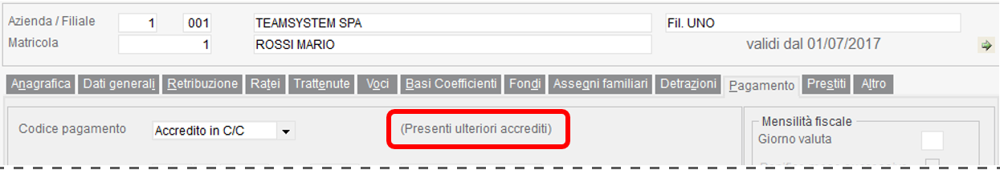 Azienda / Filiale 1 001 TEAMSYSTEM SPA Fil. UNO
Matricola 1 ROSSI MARIO validi dal 01/07/2017
Anagrafica Dati generali Retribuzione Ratei Trattenute Voci Basi Coefficienti Fondi Assegni familiari Detrazioni Pagamento Prestiti Altro
Codice pagamento Accredito in C/C (Presenti ulteriori accrediti) Mensilità fiscale
Giorno valuta